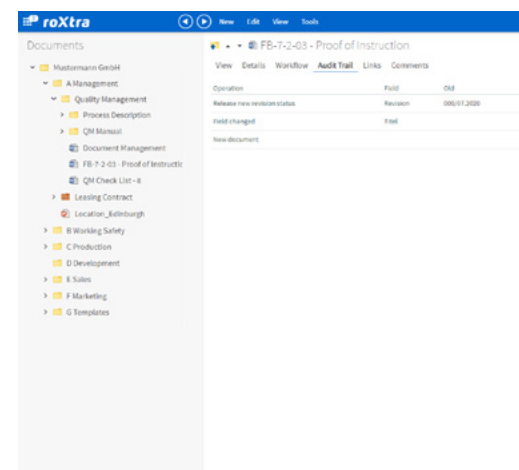 roXtra New Edit View Tools
Documents
FB-7-2-03 - Proof of Instruction
View Details Workflow Audit Trail Links Comments
Mustermann GmbH
A Management
Quality Management
Process Description
QM Manual
Document Management
FB-7-2-03 - Proof of Instructic
QM Check List - it
Leasing Contract
Location_Edinburgh
B Working Safety
C Production
D Development
E Sales
F Marketing
G Templates
Operation Field Old
Release new revision status Revision 000/07.2020
Field changed
New document